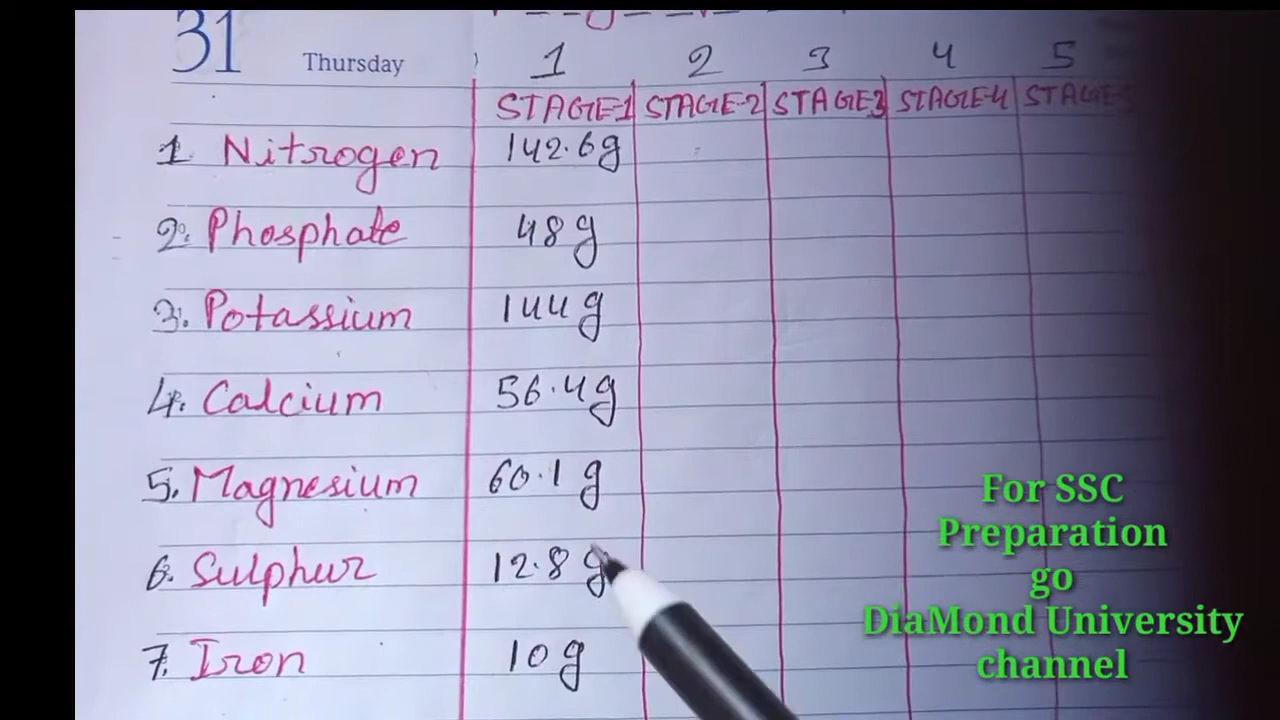 31 Thursday 1 2 3 4 5
STAGE-1 STAGE-2 STAGE3 STAGE-4 STAGE-5
1. Nitrogen 142.6g
2. Phosphate 48g
3. Potassium 144g
4. Calcium 56.4g
5. Magnesium 60.1g
6. Sulphur 12.8g
7. Iron 10g
For SSC
Preparation
go
DiaMond University
channel